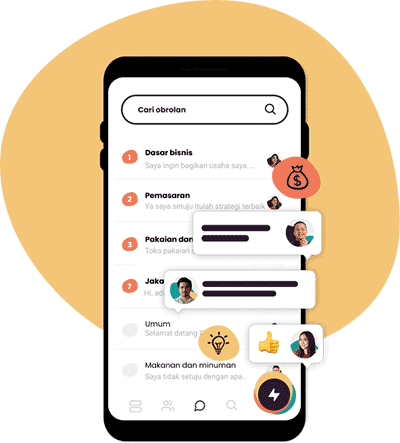 Cari obrolan
1
Dasar bisnis
Saya ingin bagikan usaha saya....
2
Pemasaran
Ya saya setuju itulah strategi terbaik
3
Pakaian dan
Toko pakaian
7
Jaka
Hi, ad
Umum
Selamat datang
Makanan dan minuman
Saya tidak setuju dengan apa..
$